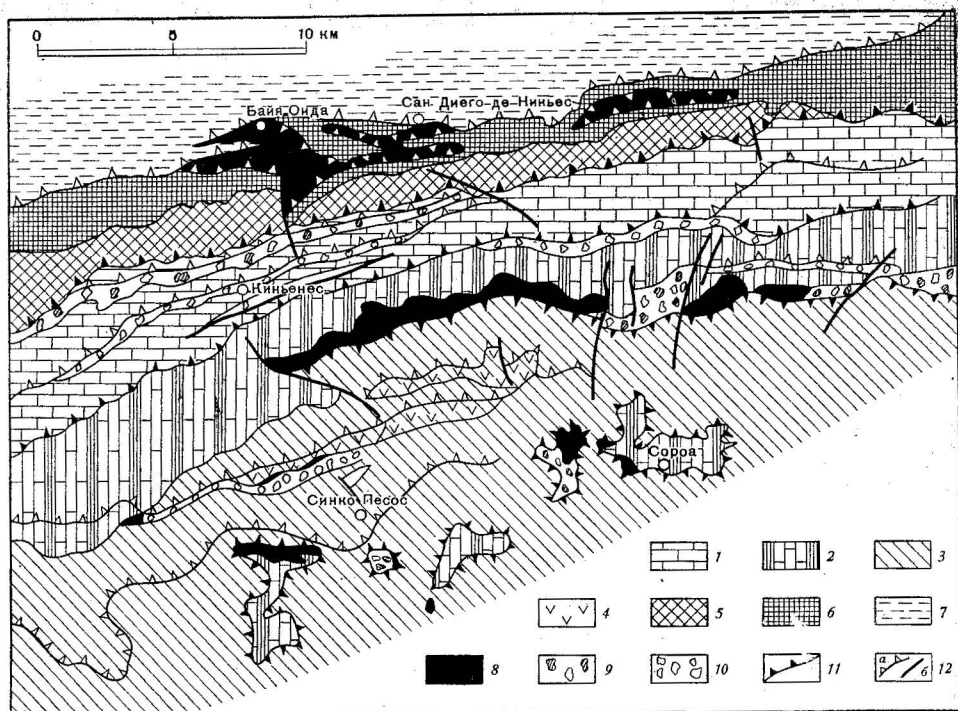 0 5 10 км
Байя-Онда
Сан Диего-де-Ниньес
Киньенес
Сороа
Синко-Песос
1 2 3
4 5 6 7
8 9 10 11 а б 12